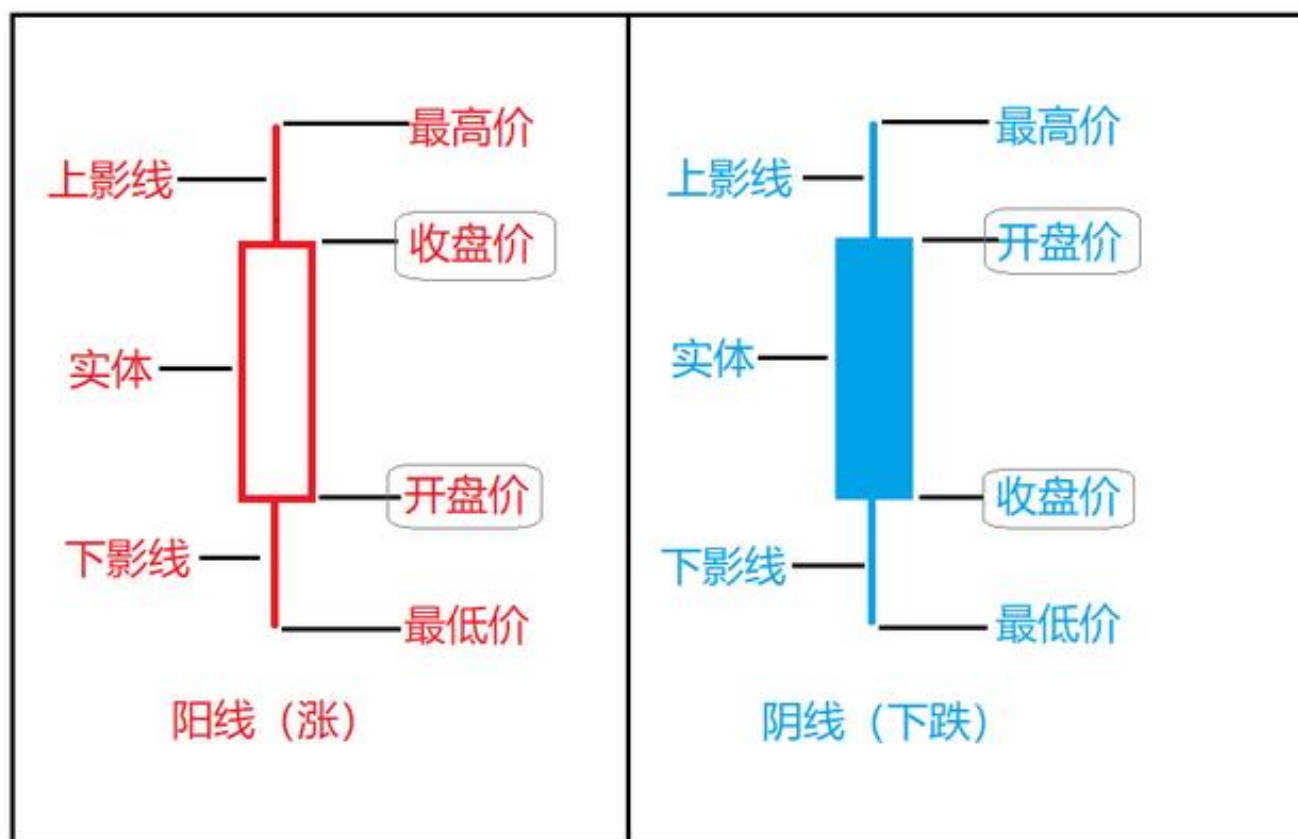 最高价
上影线
收盘价
实体
开盘价
下影线
最低价
阳线（涨）
最高价
上影线
开盘价
实体
收盘价
下影线
最低价
阴线（下跌）